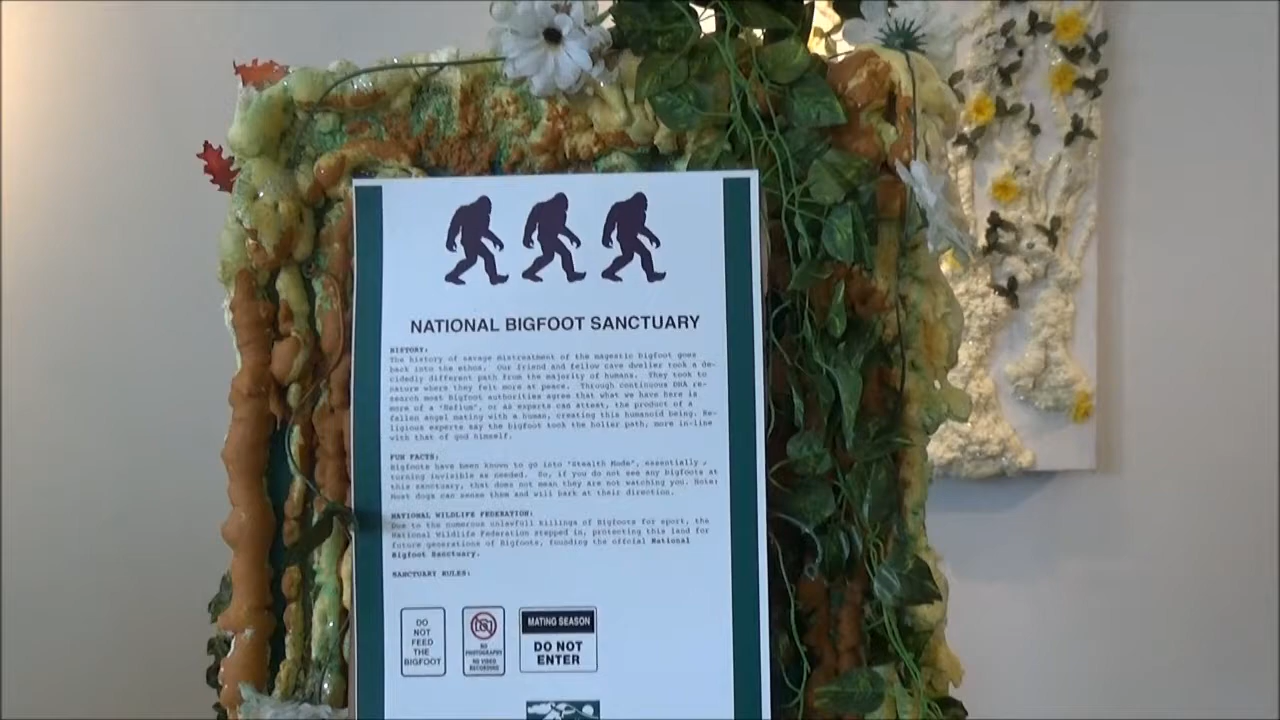 NATIONAL BIGFOOT SANCTUARY
HISTORY:
The history of savage mistreatment of the magestic bigfoot goes
back into the ethos. Our friend and fellow cave dweller took a de-
cidedly different path from the majority of humans. They took to
nature where they felt more at peace. Through continuous DNA re-
search most Bigfoot authorities agree that what we have here is
more of a "Nefium", or as experts can attest, the product of a
fallen angel mating with a human, creating this humanoid being. Re-
ligious experts say the bigfoot took the holier path, more in-line
with that of god himself.
FUN FACTS:
Bigfoots have been known to go into "Stealth Mode", essentially
turning invisible as needed. So, if you do not see any bigfoots at
this sanctuary, that does not mean they are not watching you. Note:
Most dogs can sense them and will bark at their direction.
NATIONAL WILDLIFE FEDERATION:
Due to the numerous unlawfull killings of Bigfoots for sport, the
National Wildlife Federation stepped in, protecting this land for
future generations of Bigfoots, founding the official National
Bigfoot Sanctuary.
SANCTUARY RULES:
DO
NOT
FEED
THE
BIGFOOT
NO
PHOTOGRAPHY
NO VIDEO
RECORDING
MATING SEASON
DO NOT
ENTER